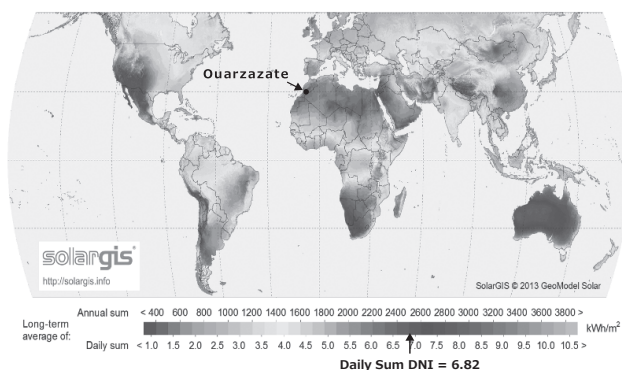 Ouarzazate
solargis
http://solargis.info
SolarGIS © 2013 GeoModel Solar
Annual sum < 400 600 800 1000 1200 1400 1600 1800 2000 2200 2400 2600 2800 3000 3200 3400 3600 3800 >
Long-term
average of:
kWh/m²
Daily sum < 1.0 1.5 2.0 2.5 3.0 3.5 4.0 4.5 5.0 5.5 6.0 6.5 7.0 7.5 8.0 8.5 9.0 9.5 10.0 10.5 >
Daily Sum DNI = 6.82